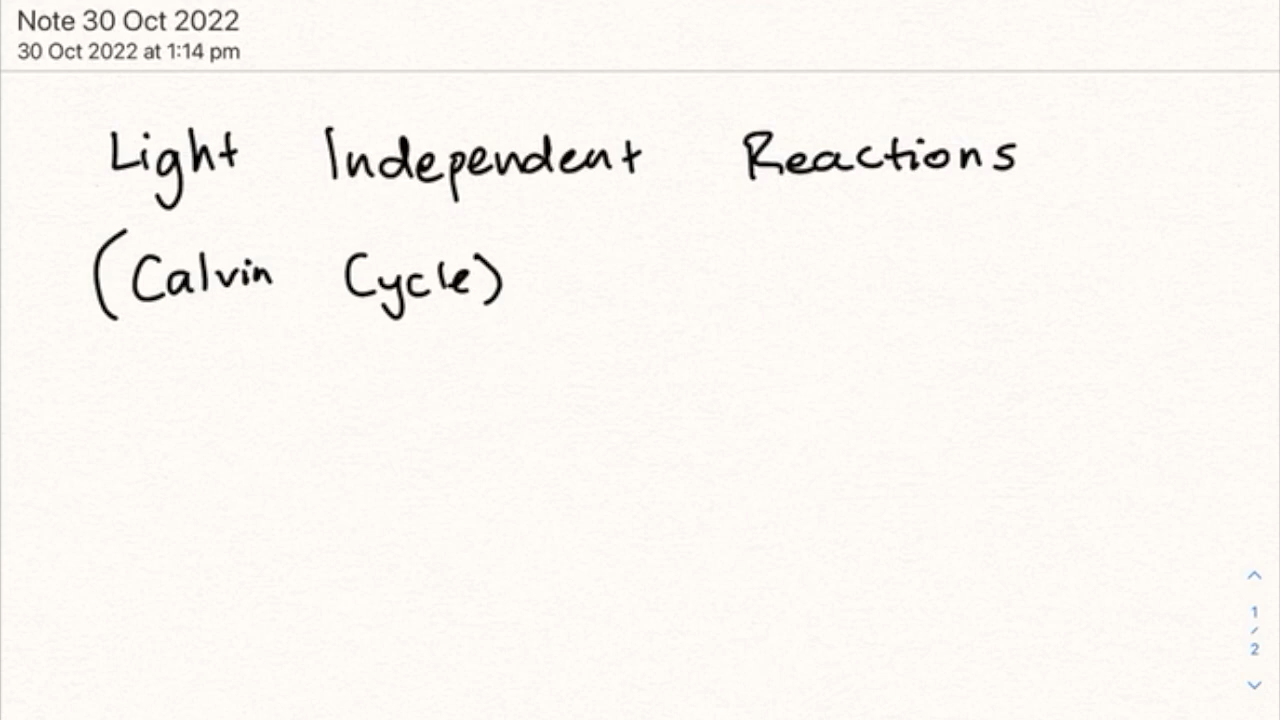 Note 30 Oct 2022
30 Oct 2022 at 1:14 pm
Light Independent Reactions
(Calvin Cycle)
1
/
2